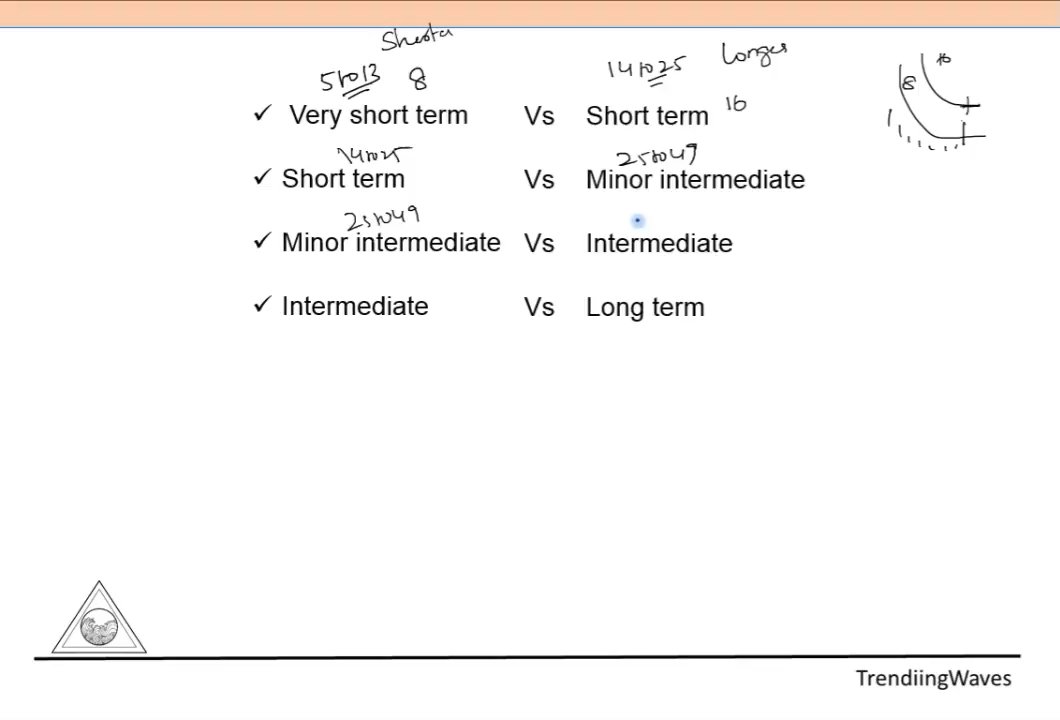 Shorter
5 to 13 8 14 to 25 Longer
✓ Very short term Vs Short term 16
14 to 25 25 to 49
✓ Short term Vs Minor intermediate
25 to 49
✓ Minor intermediate Vs Intermediate
✓ Intermediate Vs Long term
8 16
TrendiingWaves